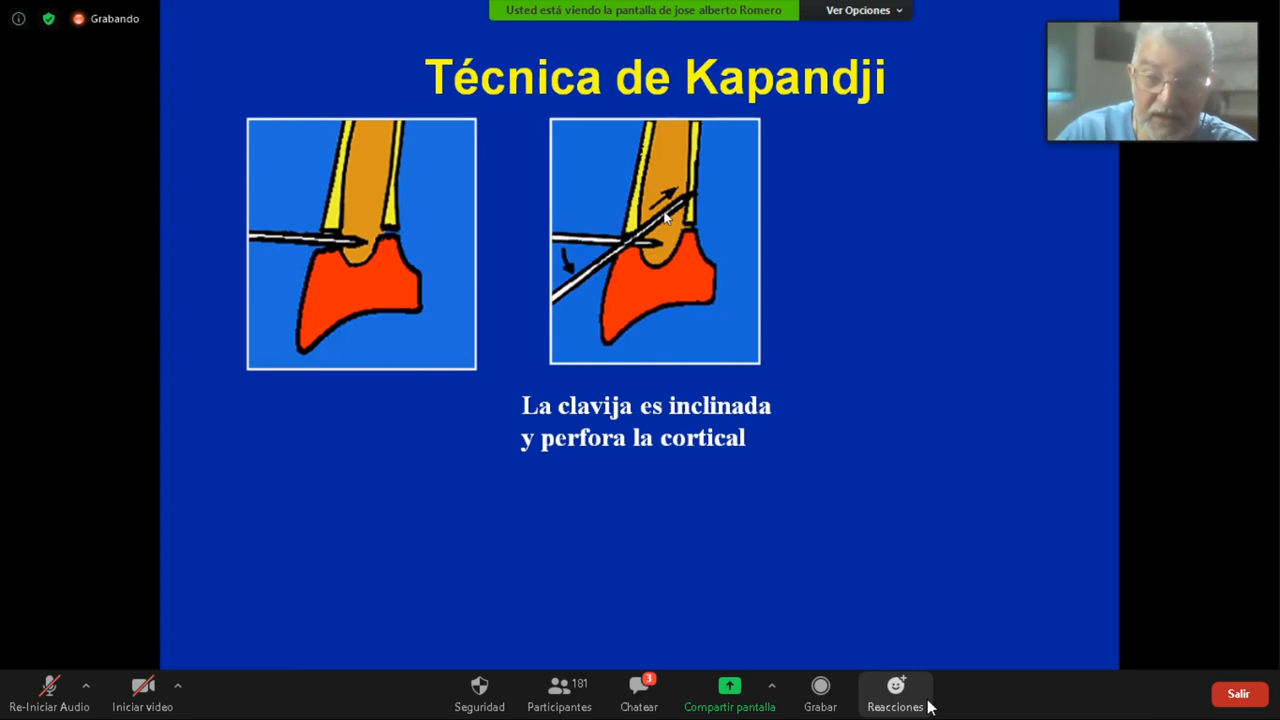 Grabando
Usted está viendo la pantalla de jose alberto Romero
Ver Opciones
Técnica de Kapandji
La clavija es inclinada
y perfora la cortical
Re-Iniciar Audio
Iniciar video
Seguridad
181
Participantes
3
Chatear
Compartir pantalla
Grabar
Reacciones
Salir